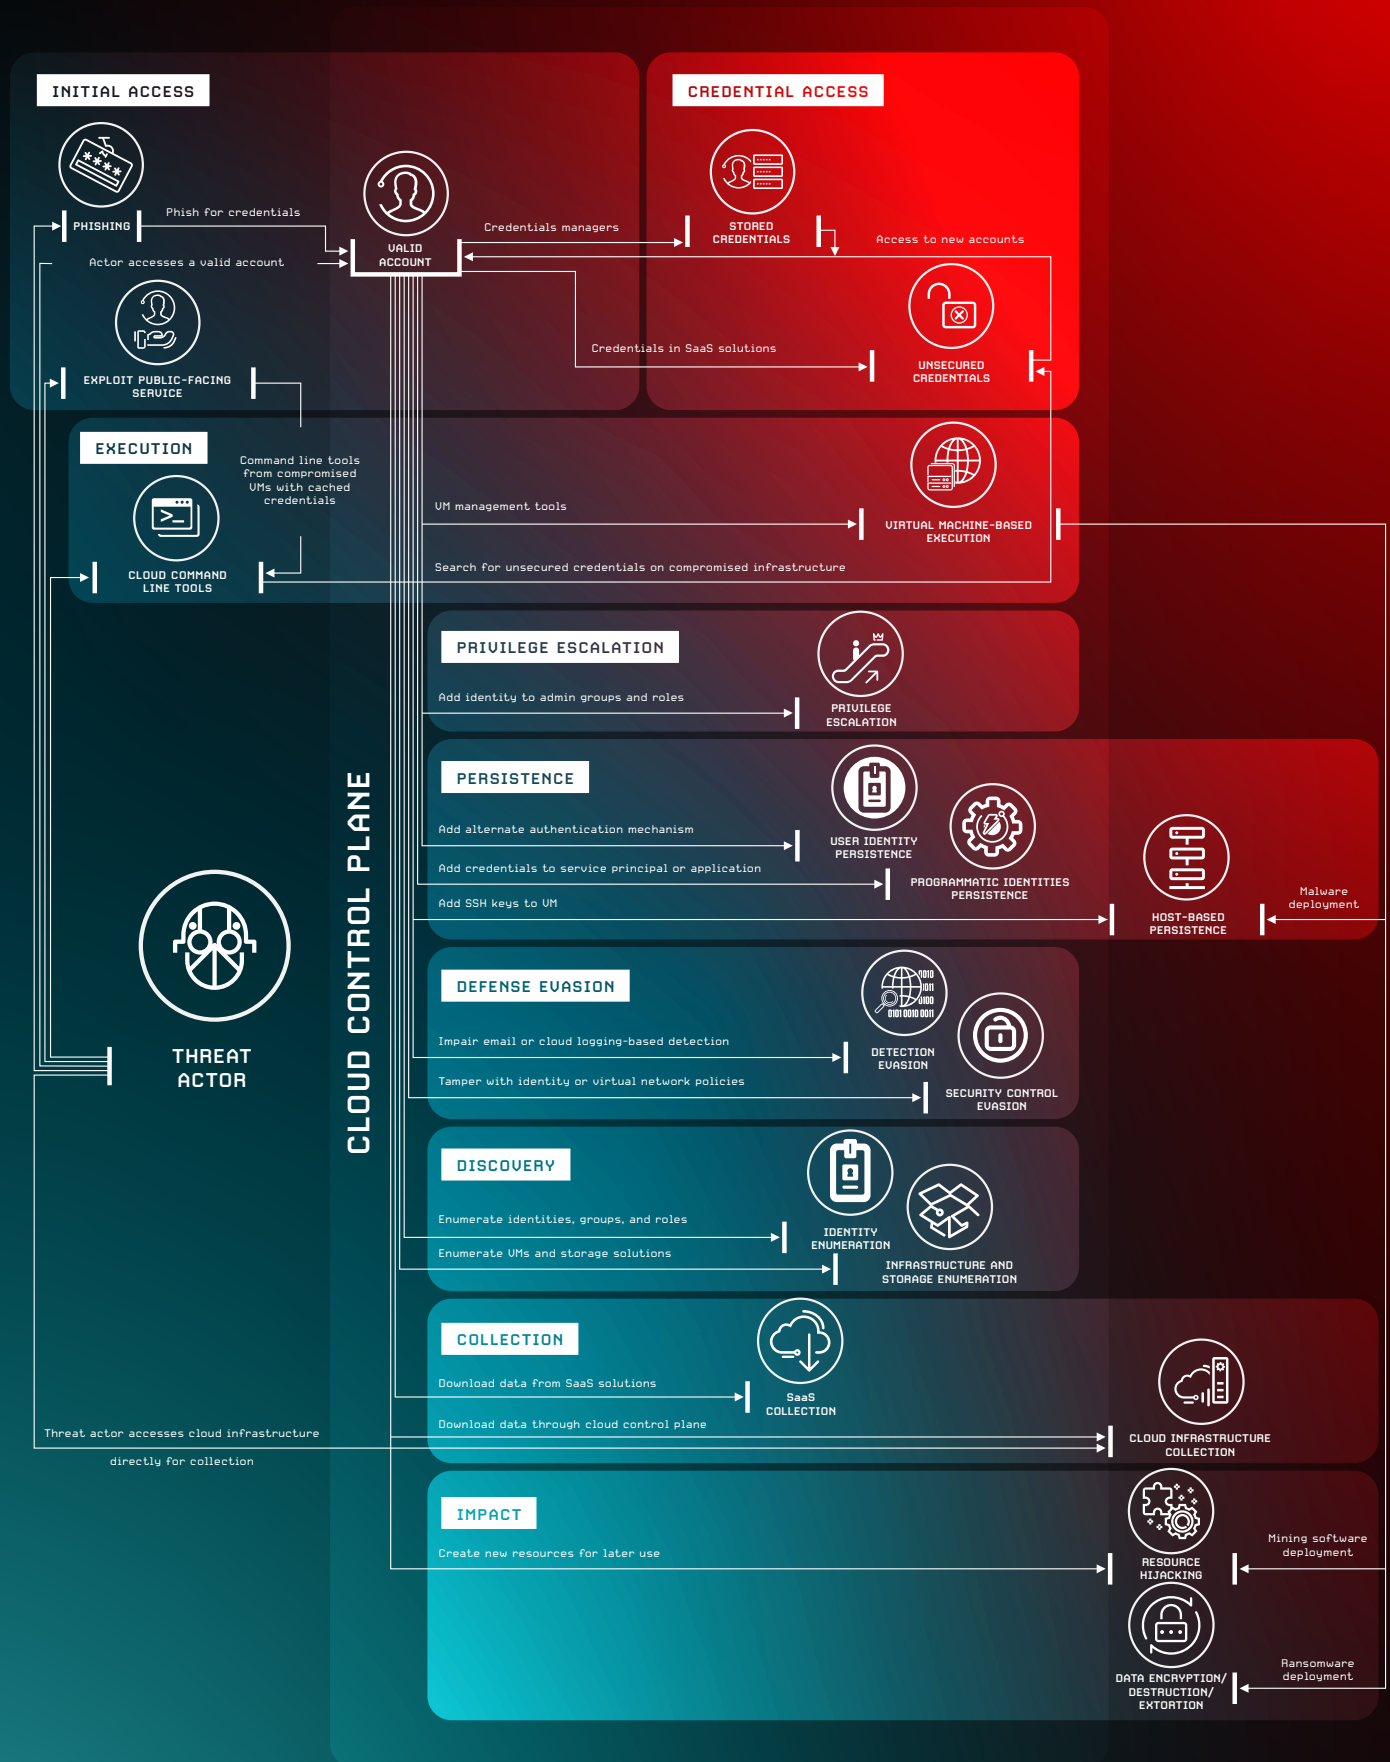 INITIAL ACCESS
CREDENTIAL ACCESS
PHISHING
Phish for credentials
VALID
ACCOUNT
Credentials managers
STORED
CREDENTIALS
Access to new accounts
Actor accesses a valid account
Credentials in SaaS solutions
UNSECURED
CREDENTIALS
EXPLOIT PUBLIC-FACING
SERVICE
EXECUTION
Command line tools
from compromised
VMs with cached
credentials
>_
VM management tools
VIRTUAL MACHINE-BASED
EXECUTION
Search for unsecured credentials on compromised infrastructure
CLOUD COMMAND
LINE TOOLS
PRIVILEGE ESCALATION
Add identity to admin groups and roles
PRIVILEGE
ESCALATION
PERSISTENCE
Add alternate authentication mechanism
USER IDENTITY
PERSISTENCE
Add credentials to service principal or application
PROGRAMMATIC IDENTITIES
PERSISTENCE
Add SSH keys to VM
HOST-BASED
PERSISTENCE
Malware
deployment
CLOUD CONTROL PLANE
THREAT
ACTOR
DEFENSE EVASION
1010
1011
0100
0101 0010 0011
Impair email or cloud logging-based detection
DETECTION
EVASION
Tamper with identity or virtual network policies
SECURITY CONTROL
EVASION
DISCOVERY
Enumerate identities, groups, and roles
IDENTITY
ENUMERATION
Enumerate VMs and storage solutions
INFRASTRUCTURE AND
STORAGE ENUMERATION
COLLECTION
Download data from SaaS solutions
SaaS
COLLECTION
Download data through cloud control plane
Threat actor accesses cloud infrastructure
directly for collection
CLOUD INFRASTRUCTURE
COLLECTION
IMPACT
Create new resources for later use
RESOURCE
HIJACKING
Mining software
deployment
DATA ENCRYPTION/
DESTRUCTION/
EXTORTION
Ransomware
deployment